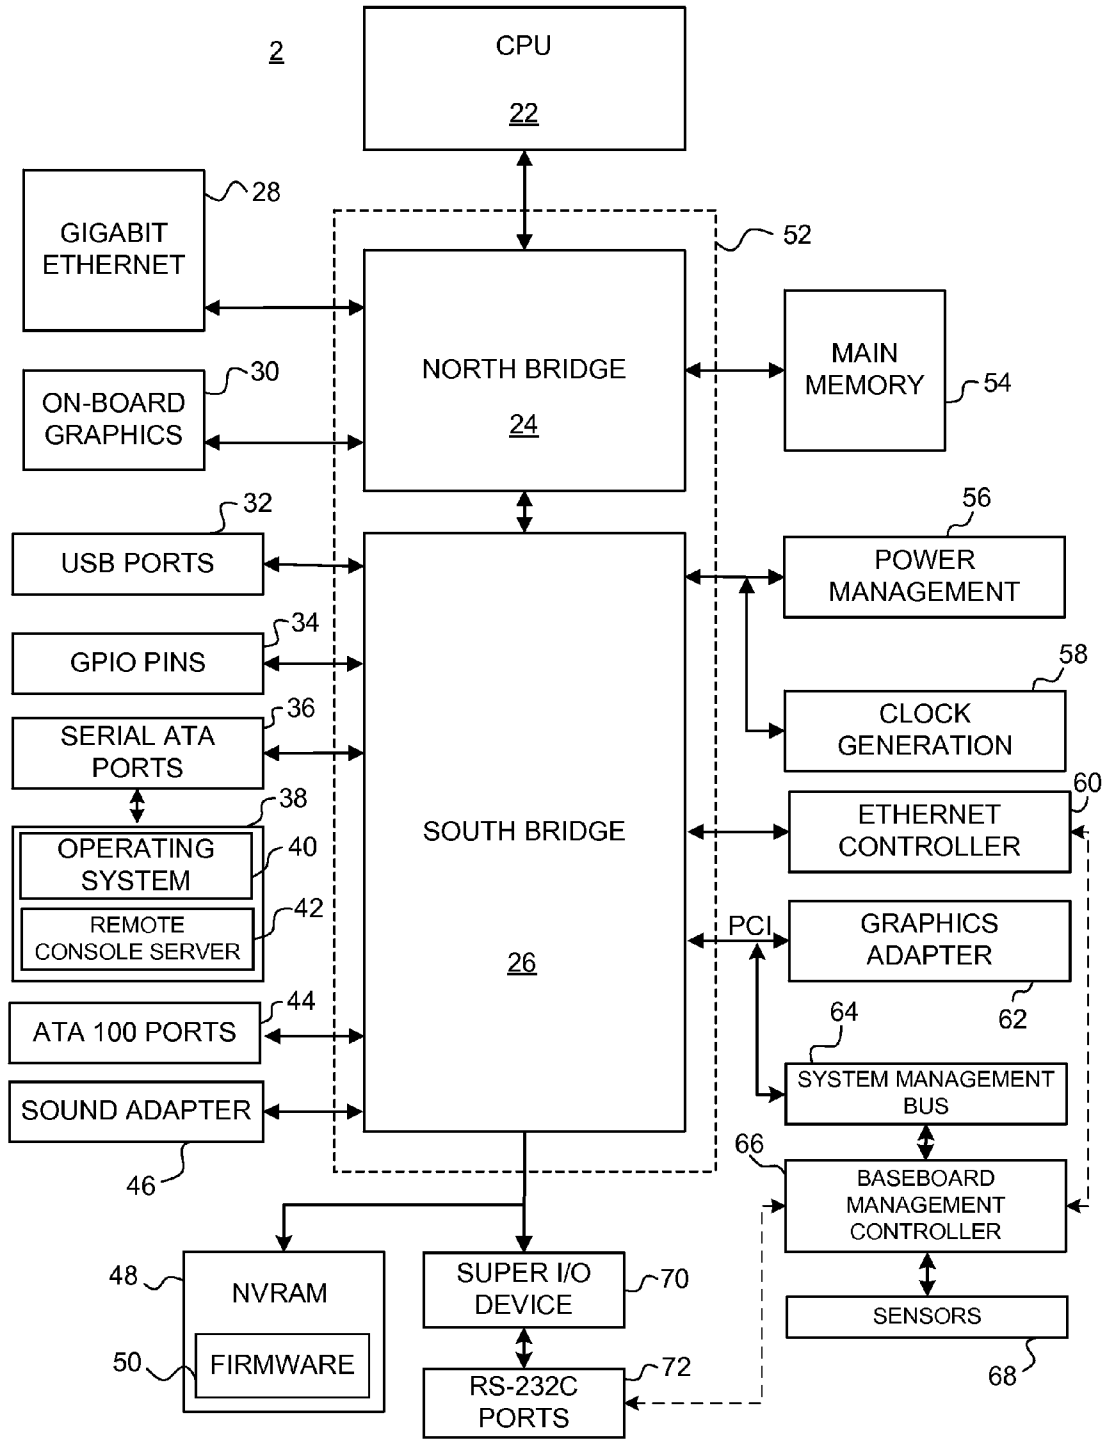 2
CPU
22
GIGABIT
ETHERNET
28
52
NORTH BRIDGE
24
MAIN
MEMORY
54
30
ON-BOARD
GRAPHICS
32
USB PORTS
56
POWER
MANAGEMENT
34
GPIO PINS
36
SERIAL ATA
PORTS
58
CLOCK
GENERATION
SOUTH BRIDGE
26
60
ETHERNET
CONTROLLER
38
OPERATING
SYSTEM
40
REMOTE
CONSOLE SERVER
42
PCI
GRAPHICS
ADAPTER
62
44
ATA 100 PORTS
64
SYSTEM MANAGEMENT
BUS
SOUND ADAPTER
46
66
BASEBOARD
MANAGEMENT
CONTROLLER
48
NVRAM
50
FIRMWARE
SUPER I/O
DEVICE
70
RS-232C
PORTS
72
SENSORS
68